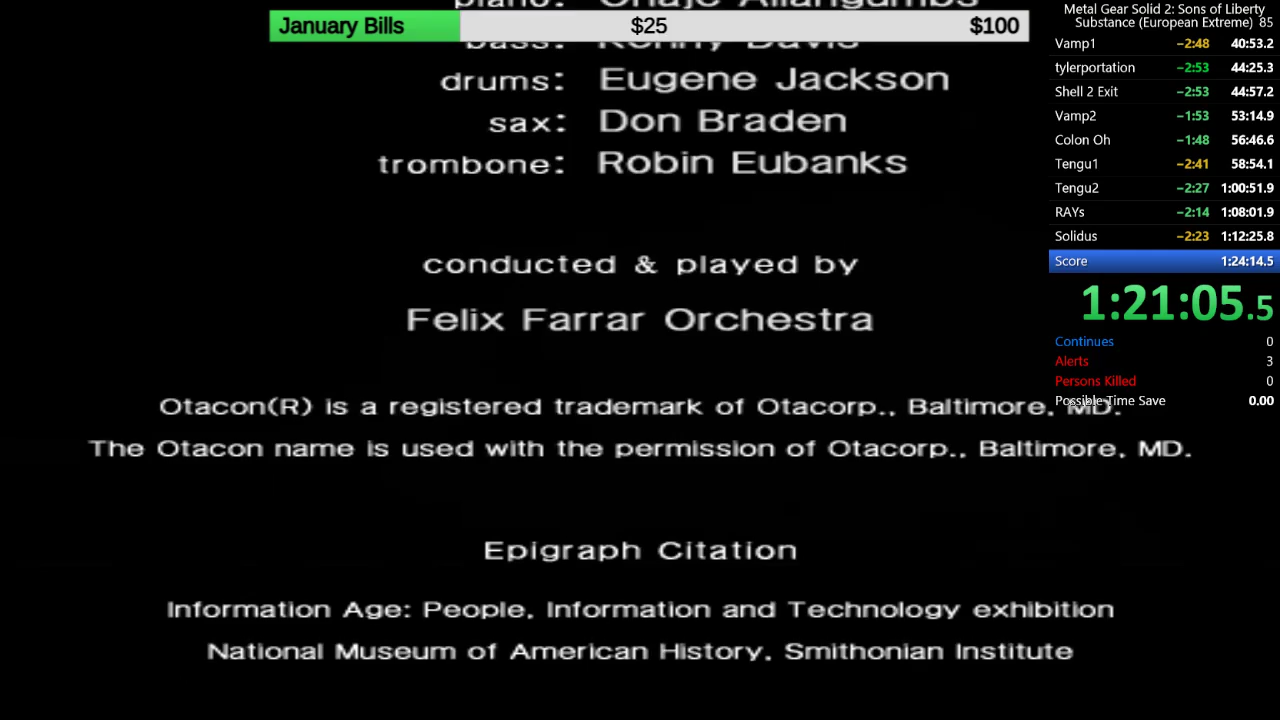 piano:
January Bills $25 $100
bass: Kenny Davis
drums: Eugene Jackson
sax: Don Braden
trombone: Robin Eubanks
conducted & played by
Felix Farrar Orchestra
Otacon(R) is a registered trademark of Otacorp., Baltimore, MD.
The Otacon name is used with the permission of Otacorp., Baltimore, MD.
Epigraph Citation
Information Age: People, Information and Technology exhibition
National Museum of American History, Smithonian Institute
Metal Gear Solid 2: Sons of Liberty
Substance (European Extreme) 85
Vamp1 −2:48 40:53.2
tylerportation −2:53 44:25.3
Shell 2 Exit −2:53 44:57.2
Vamp2 −1:53 53:14.9
Colon Oh −1:48 56:46.6
Tengu1 −2:41 58:54.1
Tengu2 −2:27 1:00:51.9
RAYs −2:14 1:08:01.9
Solidus −2:23 1:12:25.8
Score 1:24:14.5
1:21:05.5
Continues 0
Alerts 3
Persons Killed 0
Possible Time Save 0.00